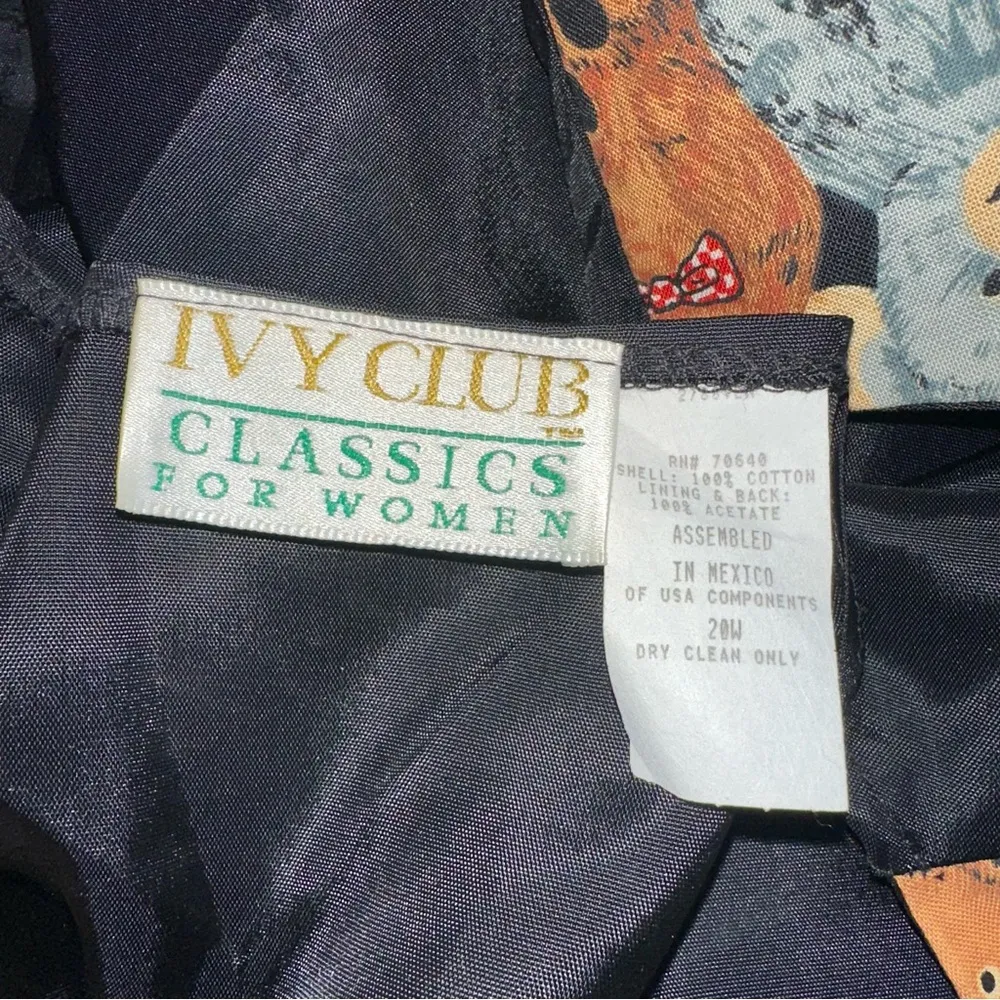 IVY CLUB
TM
CLASSICS
FOR WOMEN
RN# 70640
SHELL: 100% COTTON
LINING & BACK:
100% ACETATE
ASSEMBLED
IN MEXICO
OF USA COMPONENTS
20W
DRY CLEAN ONLY